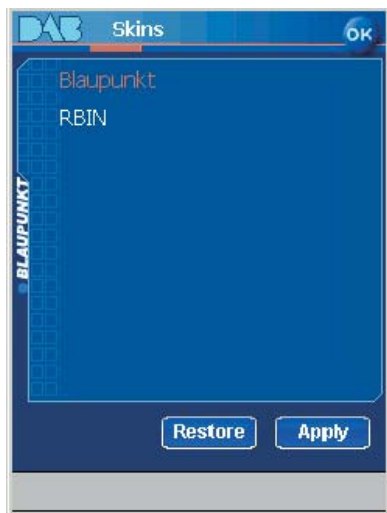 DAB Skins OK
Blaupunkt
RBIN
BLAUPUNKT
Restore Apply